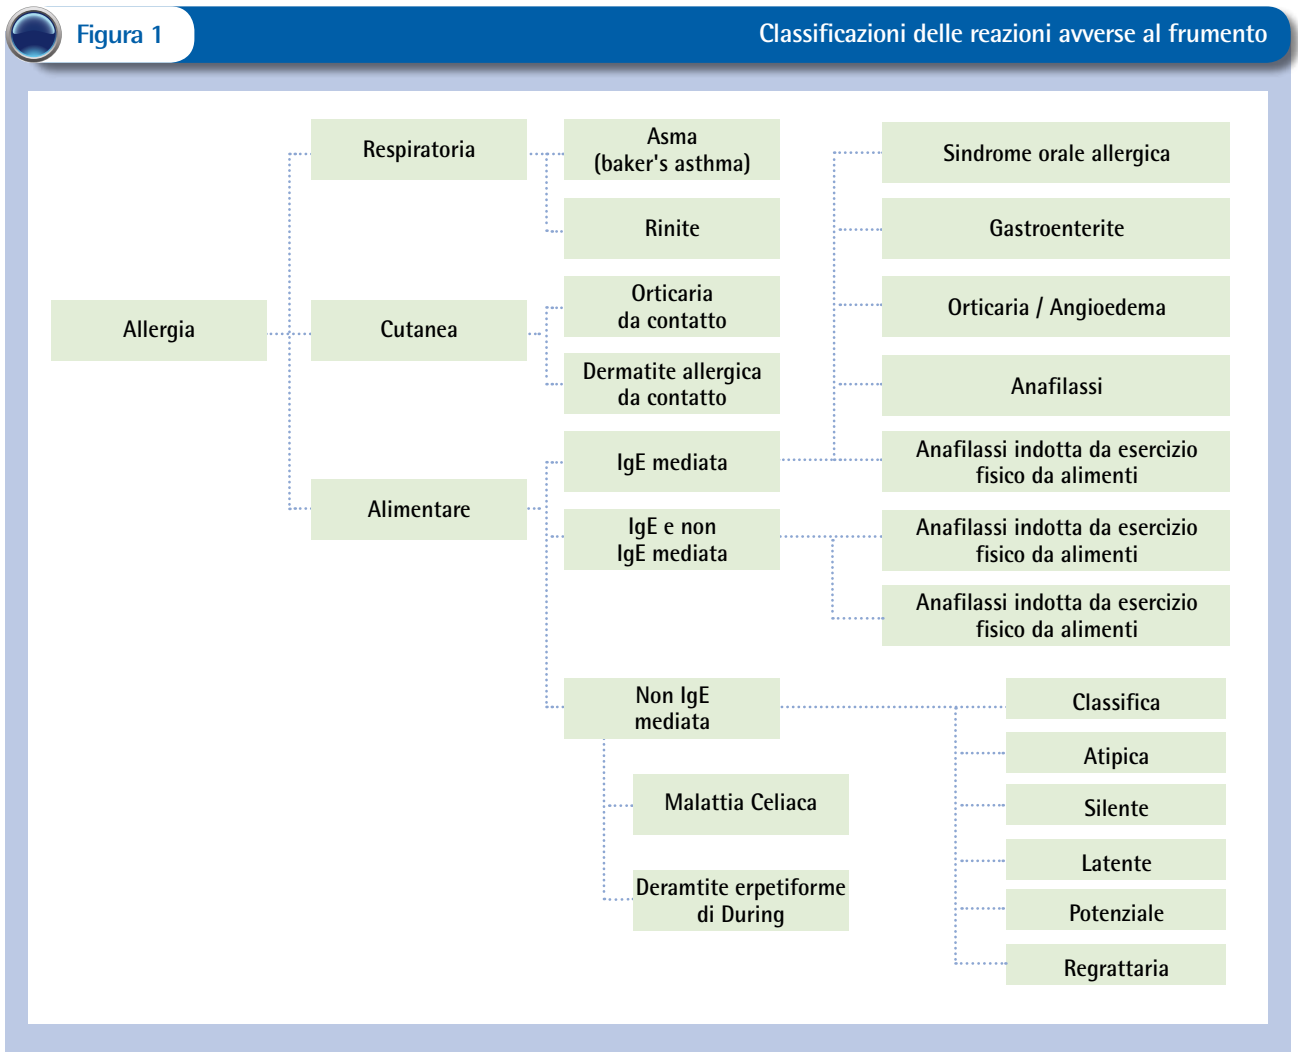 Figura 1
Classificazioni delle reazioni avverse al frumento
Allergia
Respiratoria
Cutanea
Alimentare
Asma
(baker's asthma)
Rinite
Orticaria
da contatto
Dermatite allergica
da contatto
IgE mediata
IgE e non
IgE mediata
Non IgE
mediata
Malattia Celiaca
Deramtite erpetiforme
di During
Sindrome orale allergica
Gastroenterite
Orticaria / Angioedema
Anafilassi
Anafilassi indotta da esercizio
fisico da alimenti
Anafilassi indotta da esercizio
fisico da alimenti
Anafilassi indotta da esercizio
fisico da alimenti
Classifica
Atipica
Silente
Latente
Potenziale
Regrattaria